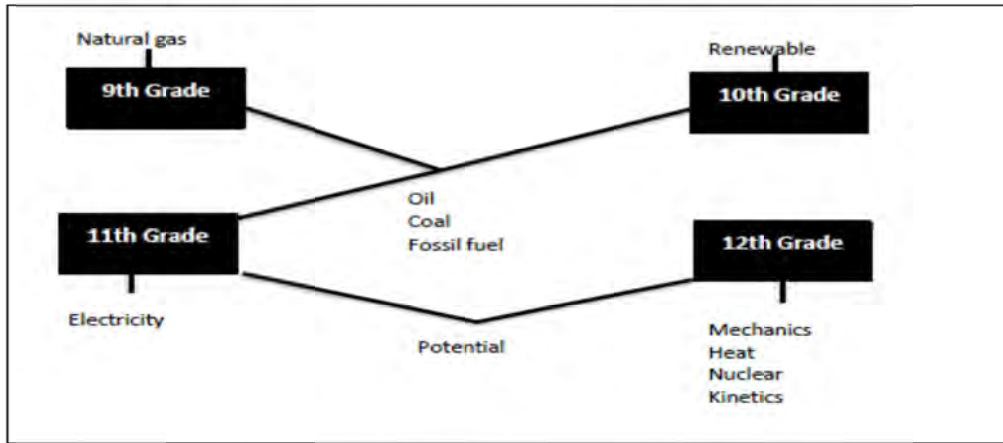 Natural gas
9th Grade
Renewable
10th Grade
Oil
Coal
Fossil fuel
11th Grade
12th Grade
Electricity
Potential
Mechanics
Heat
Nuclear
Kinetics